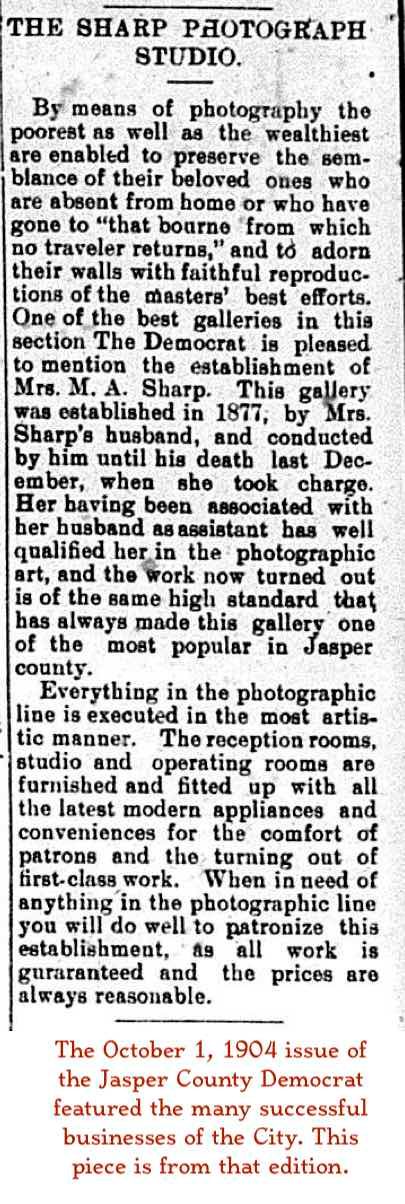 THE SHARP PHOTOGRAPH
STUDIO.
By means of photography the
poorest as well as the wealthiest
are enabled to preserve the sem-
blance of their beloved ones who
are absent from home or who have
gone to "that bourne from which
no traveler returns," and to adorn
their walls with faithful reproduc-
tions of the masters' best efforts.
One of the best galleries in this
section The Democrat is pleased
to mention the establishment of
Mrs. M. A. Sharp. This gallery
was established in 1877, by Mrs.
Sharp's husband, and conducted
by him until his death last Dec-
ember, when she took charge.
Her having been associated with
her husband as assistant has well
qualified her in the photographic
art, and the work now turned out
is of the same high standard that
has always made this gallery one
of the most popular in Jasper
county.
Everything in the photographic
line is executed in the most artis-
tic manner. The reception rooms,
studio and operating rooms are
furnished and fitted up with all
the latest modern appliances and
conveniences for the comfort of
patrons and the turning out of
first-class work. When in need of
anything in the photographic line
you will do well to patronize this
establishment, as all work is
guraranteed and the prices are
always reasonable.
The October 1, 1904 issue of
the Jasper County Democrat
featured the many successful
businesses of the City. This
piece is from that edition.